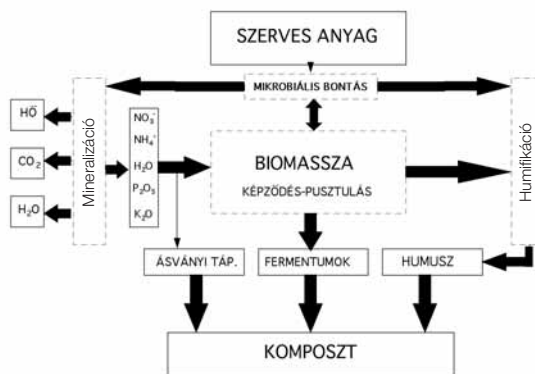 SZERVES ANYAG
MIKROBIÁLIS BONTÁS
Mineralizáció
HO⁻
CO₂
H₂O
NO₃⁻
NH₄⁺
H₂O
P₂O₅
K₂O
BIOMASSZA
KÉPZŐDÉS-PUSZTULÁS
Humifikáció
ÁSVÁNYI TÁP.
FERMENTUMOK
HUMUSZ
KOMPOSZT